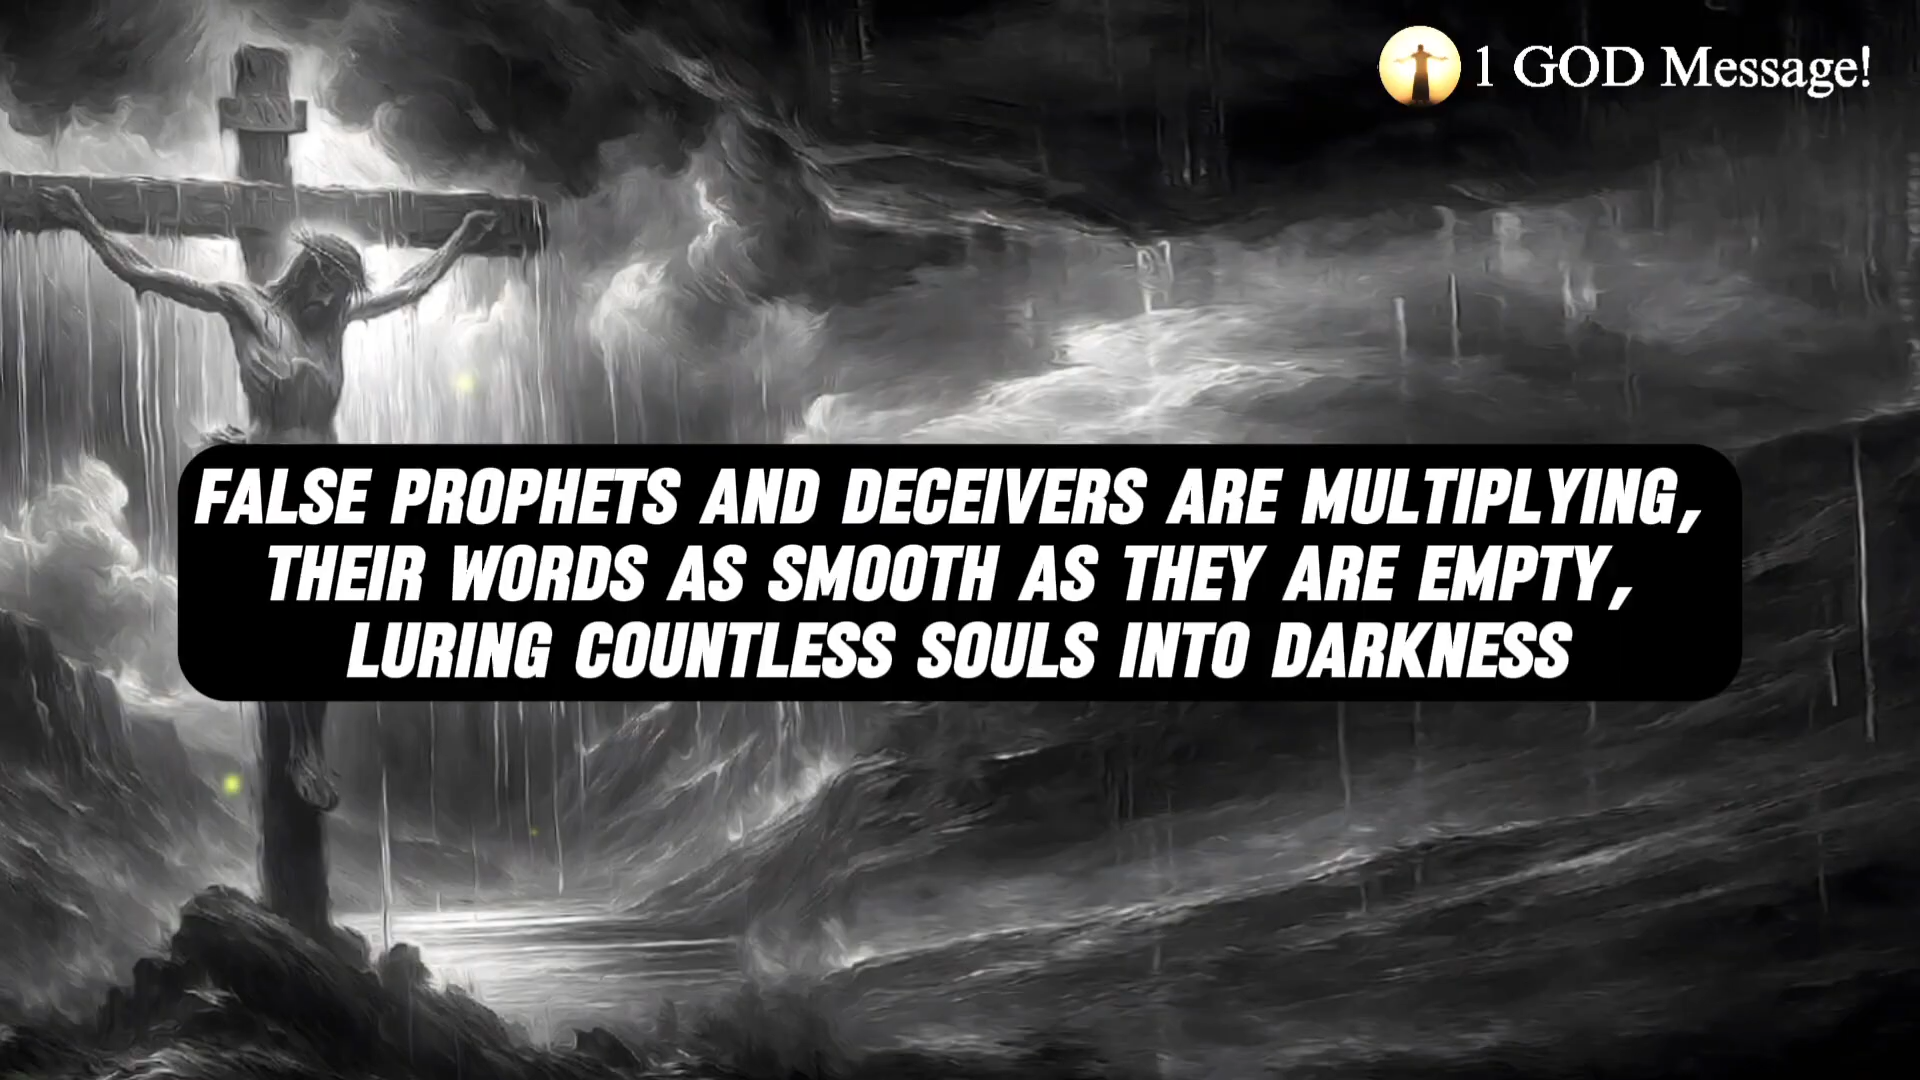 1 GOD Message!
FALSE PROPHETS AND DECEIVERS ARE MULTIPLYING,
THEIR WORDS AS SMOOTH AS THEY ARE EMPTY,
LURING COUNTLESS SOULS INTO DARKNESS